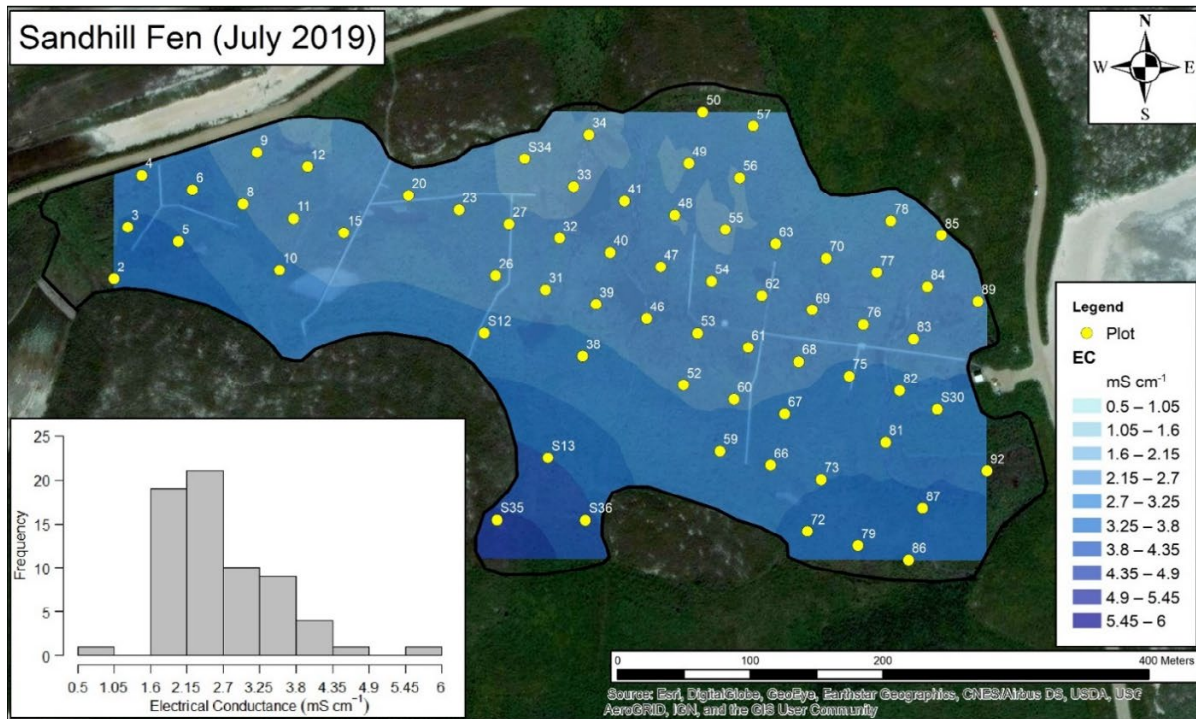 Sandhill Fen (July 2019)
N
W E
S
50
57
34
9
S34
12
49
4
56
33
6
20
41
8
23
48
78
11
27
55
85
3
15
32
63
5
40
70
47
77
10
26
54
84
2
31
62
89
39
69
46
76
S12
53
83
61
38
68
75
52
82
60
S30
67
81
S13
59
66
92
73
87
S35
S36
72
79
86
Legend
Plot
EC
mS cm⁻¹
0.5 – 1.05
1.05 – 1.6
1.6 – 2.15
2.15 – 2.7
2.7 – 3.25
3.25 – 3.8
3.8 – 4.35
4.35 – 4.9
4.9 – 5.45
5.45 – 6
25
20
15
10
5
0
Frequency
0.5 1.05 1.6 2.15 2.7 3.25 3.8 4.35 4.9 5.45 6
Electrical Conductance (mS cm⁻¹)
0 100 200 400 Meters
Source: Esri, DigitalGlobe, GeoEye, Earthstar Geographics, CNES/Airbus DS, USDA,
AeroGRID, IGN, and the GIS User Community